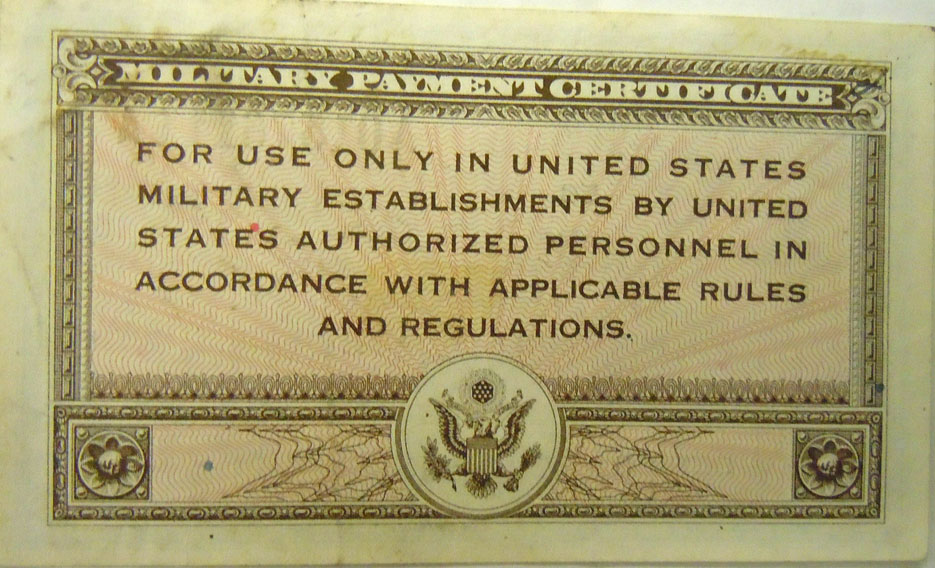 MILITARY PAYMENT CERTIFICATE
FOR USE ONLY IN UNITED STATES
MILITARY ESTABLISHMENTS BY UNITED
STATES AUTHORIZED PERSONNEL IN
ACCORDANCE WITH APPLICABLE RULES
AND REGULATIONS.